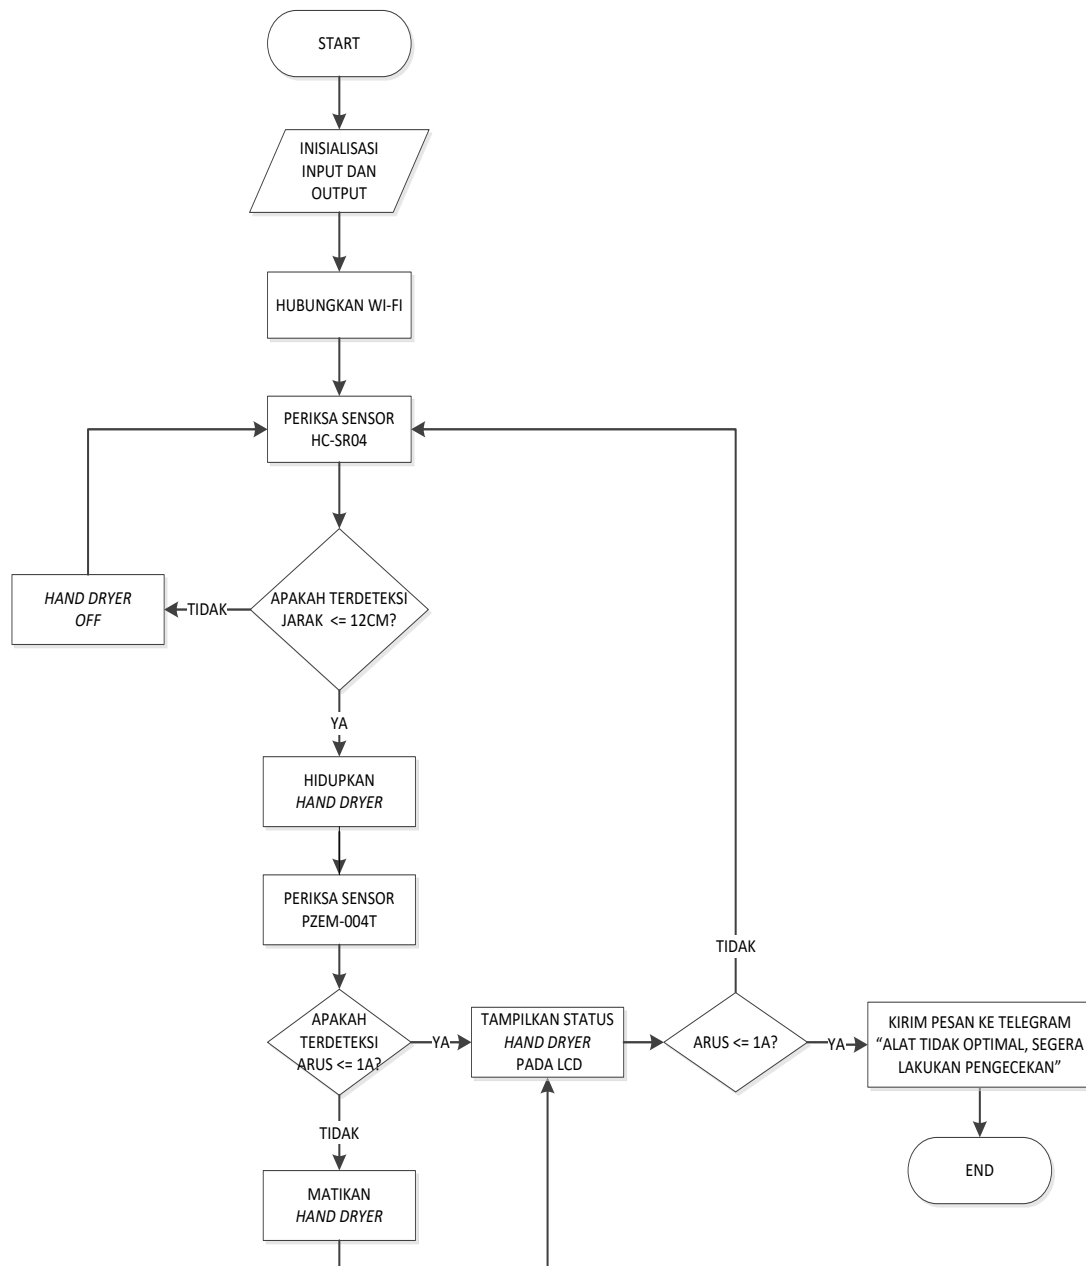 START
INISIALISASI
INPUT DAN
OUTPUT
HUBUNGKAN WI-FI
PERIKSA SENSOR
HC-SR04
APAKAH TERDETEKSI
JARAK <= 12CM?
TIDAK
HAND DRYER
OFF
YA
HIDUPKAN
HAND DRYER
PERIKSA SENSOR
PZEM-004T
APAKAH
TERDETEKSI
ARUS <= 1A?
YA
TAMPILKAN STATUS
HAND DRYER
PADA LCD
ARUS <= 1A?
TIDAK
YA
KIRIM PESAN KE TELEGRAM
“ALAT TIDAK OPTIMAL, SEGERA
LAKUKAN PENGECEKAN”
END
TIDAK
MATIKAN
HAND DRYER